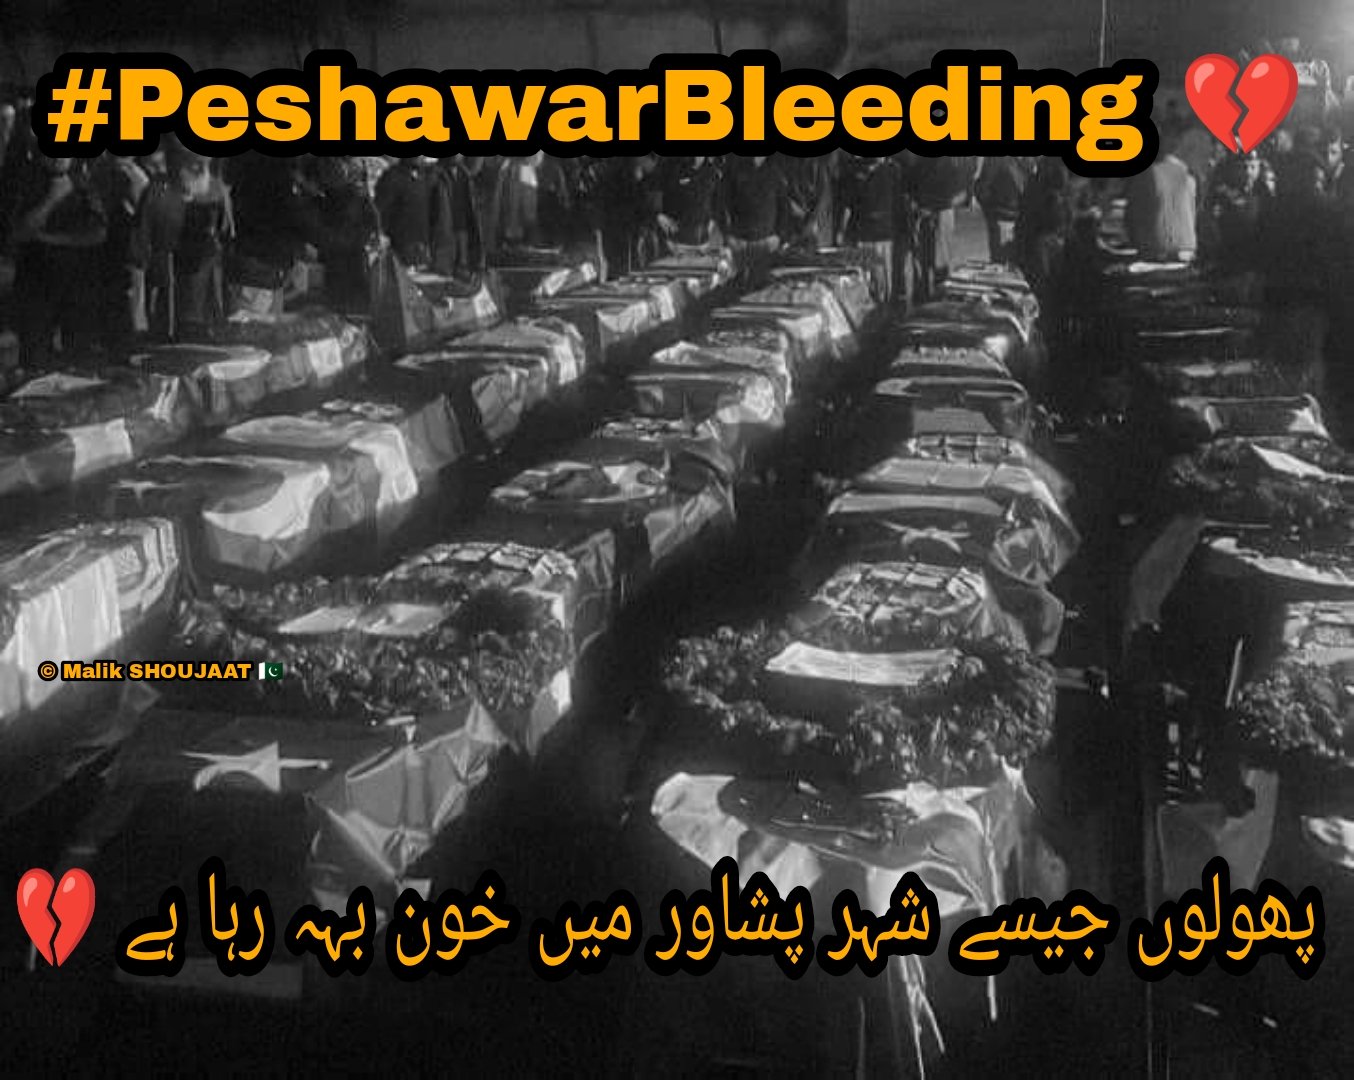 #PeshawarBleeding 💔
© Malik SHOUJAAT 🇵🇰
پھولوں جیسے شہر پشاور میں خون بہہ رہا ہے 💔